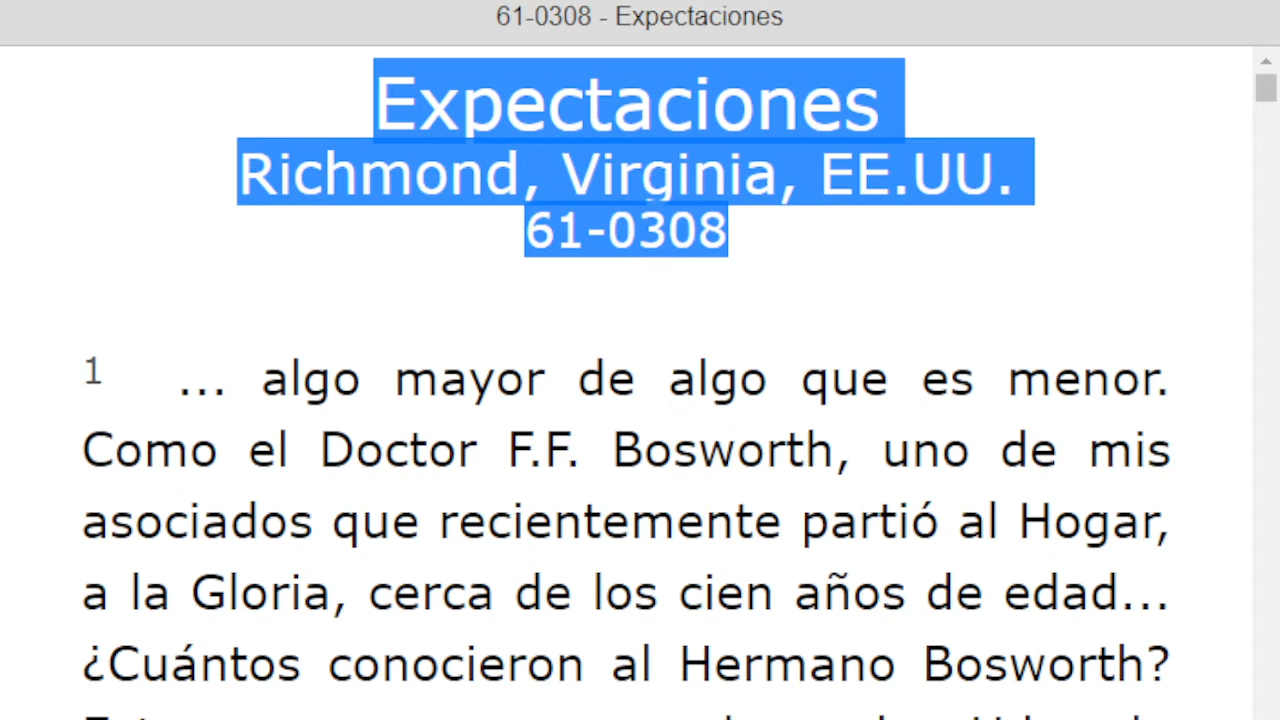 61-0308 - Expectaciones
Expectaciones
Richmond, Virginia, EE.UU.
61-0308
1 ... algo mayor de algo que es menor.
Como el Doctor F.F. Bosworth, uno de mis
asociados que recientemente partió al Hogar,
a la Gloria, cerca de los cien años de edad...
¿Cuántos conocieron al Hermano Bosworth?